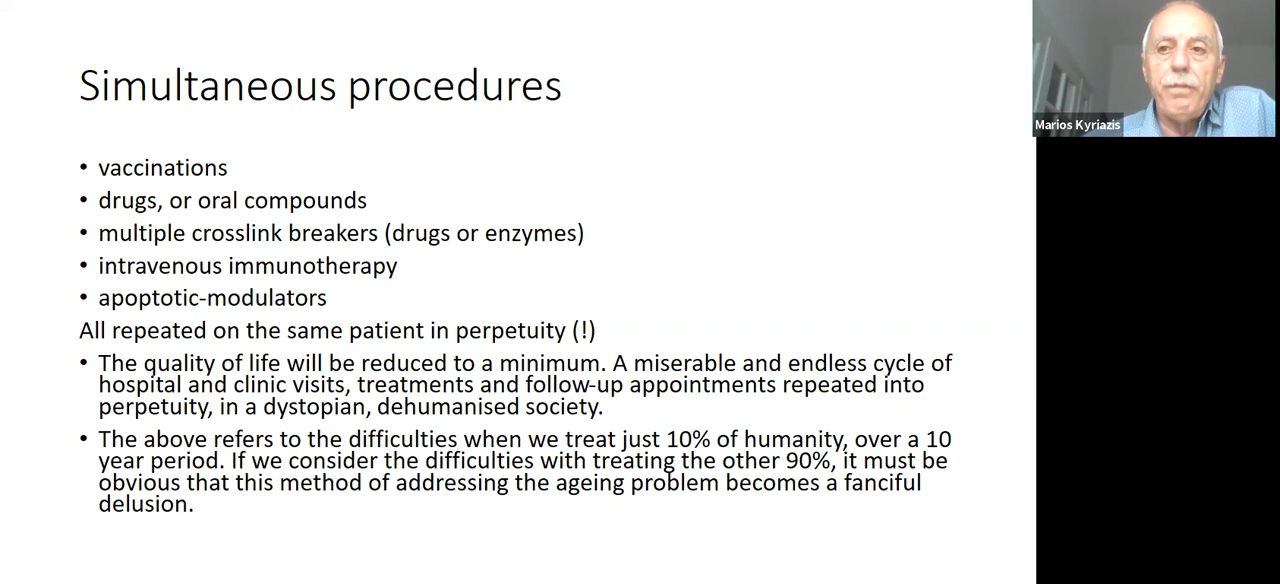 Simultaneous procedures
Marios Kyriazis
• vaccinations
• drugs, or oral compounds
• multiple crosslink breakers (drugs or enzymes)
• intravenous immunotherapy
• apoptotic-modulators
All repeated on the same patient in perpetuity (!)
• The quality of life will be reduced to a minimum. A miserable and endless cycle of
hospital and clinic visits, treatments and follow-up appointments repeated into
perpetuity, in a dystopian, dehumanised society.
• The above refers to the difficulties when we treat just 10% of humanity, over a 10
year period. If we consider the difficulties with treating the other 90%, it must be
obvious that this method of addressing the ageing problem becomes a fanciful
delusion.